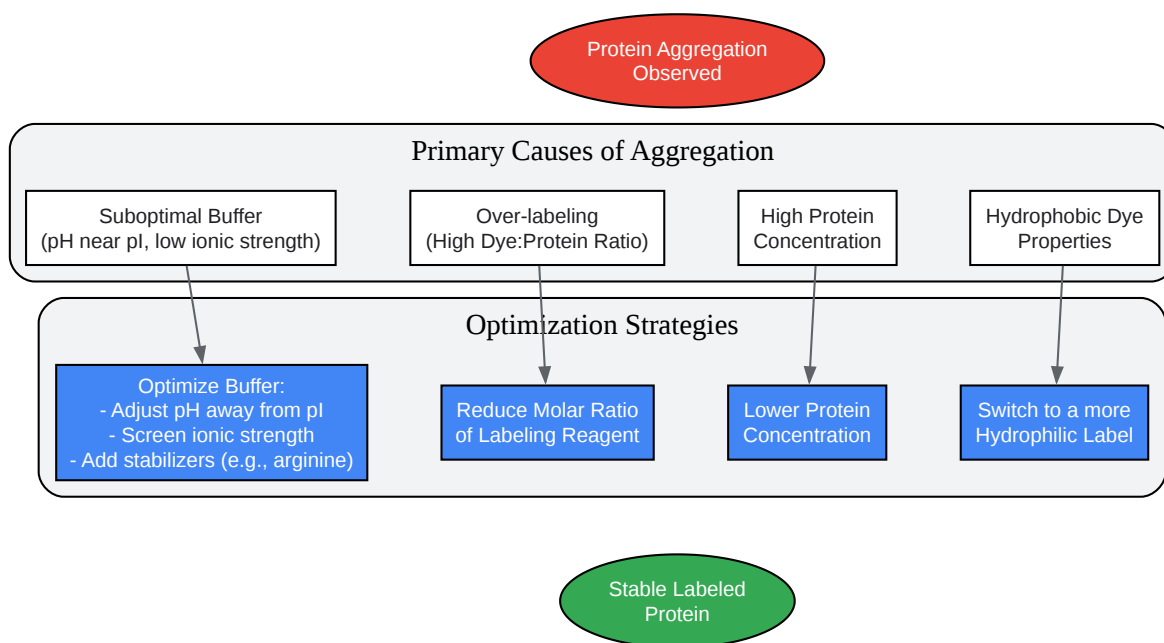 Protein Aggregation
Observed
Primary Causes of Aggregation
Suboptimal Buffer
(pH near pI, low ionic strength)
Over-labeling
(High Dye:Protein Ratio)
High Protein
Concentration
Hydrophobic Dye
Properties
Optimization Strategies
Optimize Buffer:
- Adjust pH away from pI
- Screen ionic strength
- Add stabilizers (e.g., arginine)
Reduce Molar Ratio
of Labeling Reagent
Lower Protein
Concentration
Switch to a more
Hydrophilic Label
Stable Labeled
Protein